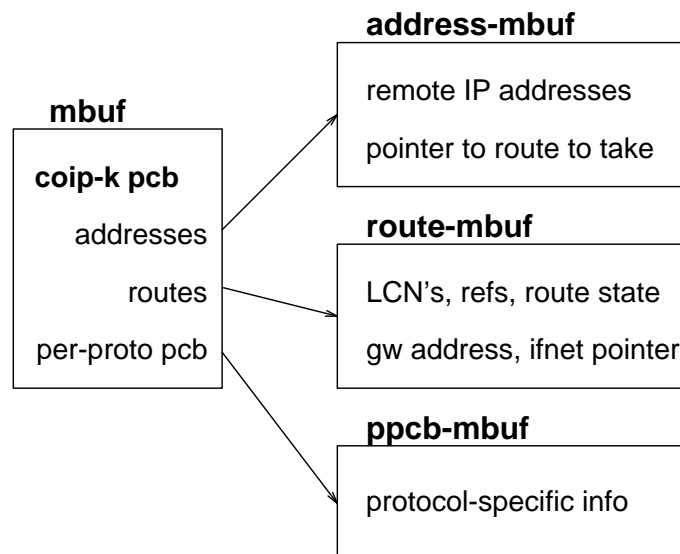 mbuf
coip-k pcb
addresses
routes
per-proto pcb
address-mbuf
remote IP addresses
pointer to route to take
route-mbuf
LCN's, refs, route state
gw address, ifnet pointer
ppcb-mbuf
protocol-specific info